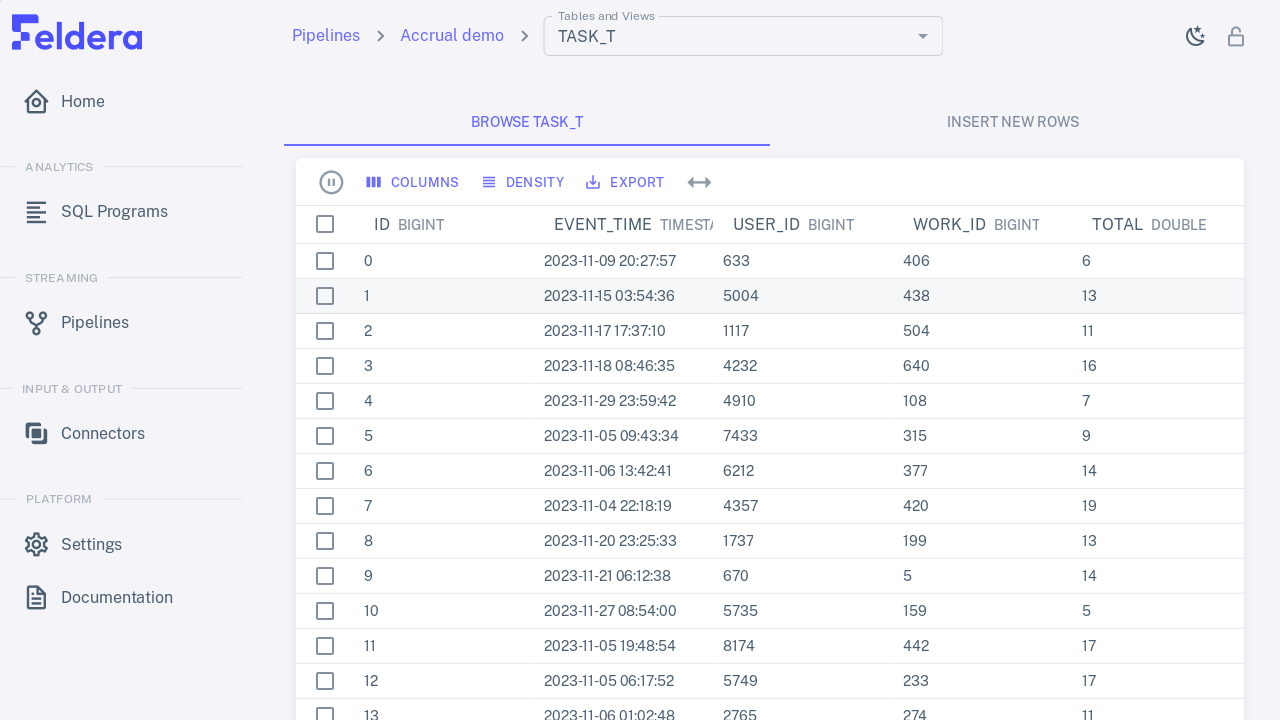 Feldera
Pipelines
Accrual demo
Tables and Views
TASK_T
Home
ANALYTICS
SQL Programs
STREAMING
Pipelines
INPUT & OUTPUT
Connectors
PLATFORM
Settings
Documentation
BROWSE TASK_T
INSERT NEW ROWS
COLUMNS DENSITY EXPORT
ID BIGINT EVENT_TIME TIMESTA USER_ID BIGINT WORK_ID BIGINT TOTAL DOUBLE
0 2023-11-09 20:27:57 633 406 6
1 2023-11-15 03:54:36 5004 438 13
2 2023-11-17 17:37:10 1117 504 11
3 2023-11-18 08:46:35 4232 640 16
4 2023-11-29 23:59:42 4910 108 7
5 2023-11-05 09:43:34 7433 315 9
6 2023-11-06 13:42:41 6212 377 14
7 2023-11-04 22:18:19 4357 420 19
8 2023-11-20 23:25:33 1737 199 13
9 2023-11-21 06:12:38 670 5 14
10 2023-11-27 08:54:00 5735 159 5
11 2023-11-05 19:48:54 8174 442 17
12 2023-11-05 06:17:52 5749 233 17
13 2023-11-06 01:02:48 2765 274 11